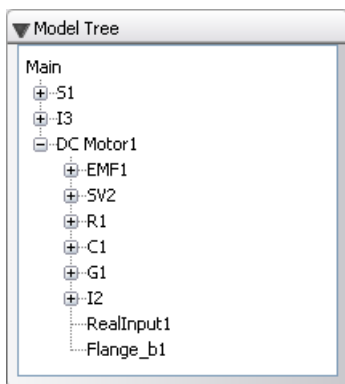 Model Tree
Main
S1
I3
DC Motor1
EMF1
SV2
R1
C1
G1
I2
RealInput1
Flange_b1